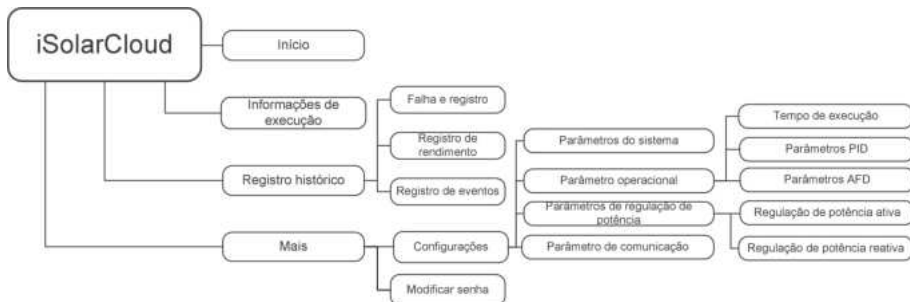 iSolarCloud
Início
Informações de
execução
Falha e registro
Registro de
rendimento
Registro histórico
Registro de eventos
Mais
Configurações
Modificar senha
Parâmetros do sistema
Parâmetro operacional
Parâmetros de regulação de
potência
Parâmetro de comunicação
Tempo de execução
Parâmetros PID
Parâmetros AFD
Regulação de potência ativa
Regulação de potência reativa